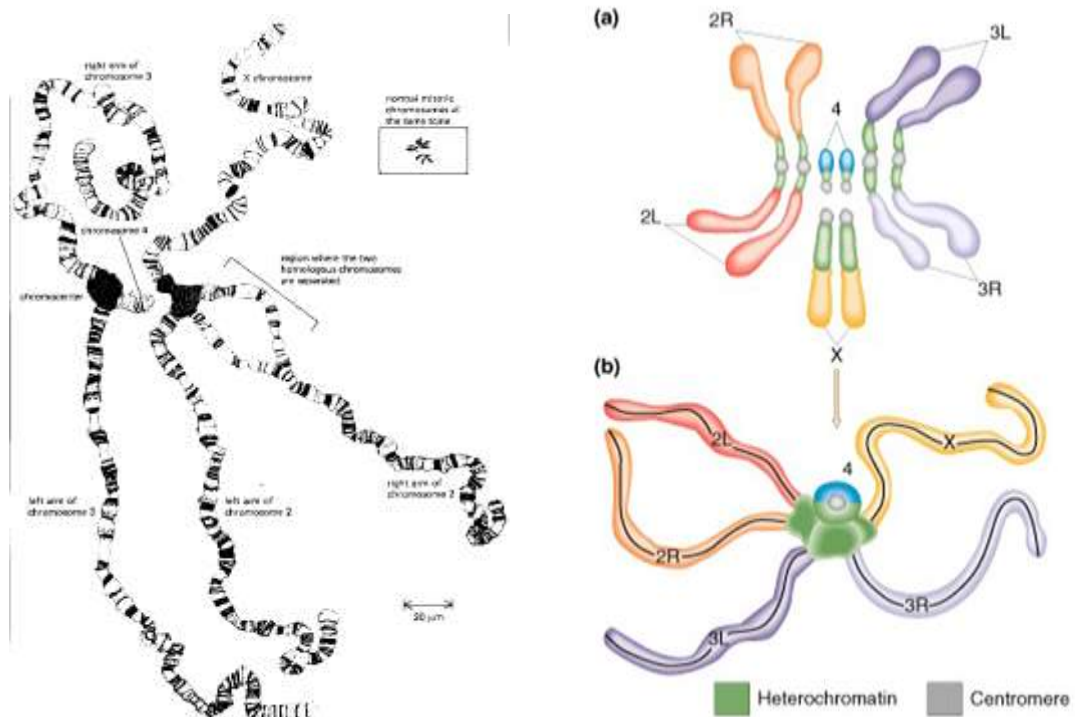 right arm of
chromosome 3
X chromosome
normal mitotic
chromosomes at
the same scale
chromosome 4
chromocenter
region where the two
homologous chromosomes
are separated
left arm of
chromosome 3
left arm of
chromosome 2
right arm of
chromosome 2
20 µm
(a)
2R
3L
4
2L
3R
X
(b)
2L
4
X
2R
3R
3L
Heterochromatin
Centromere